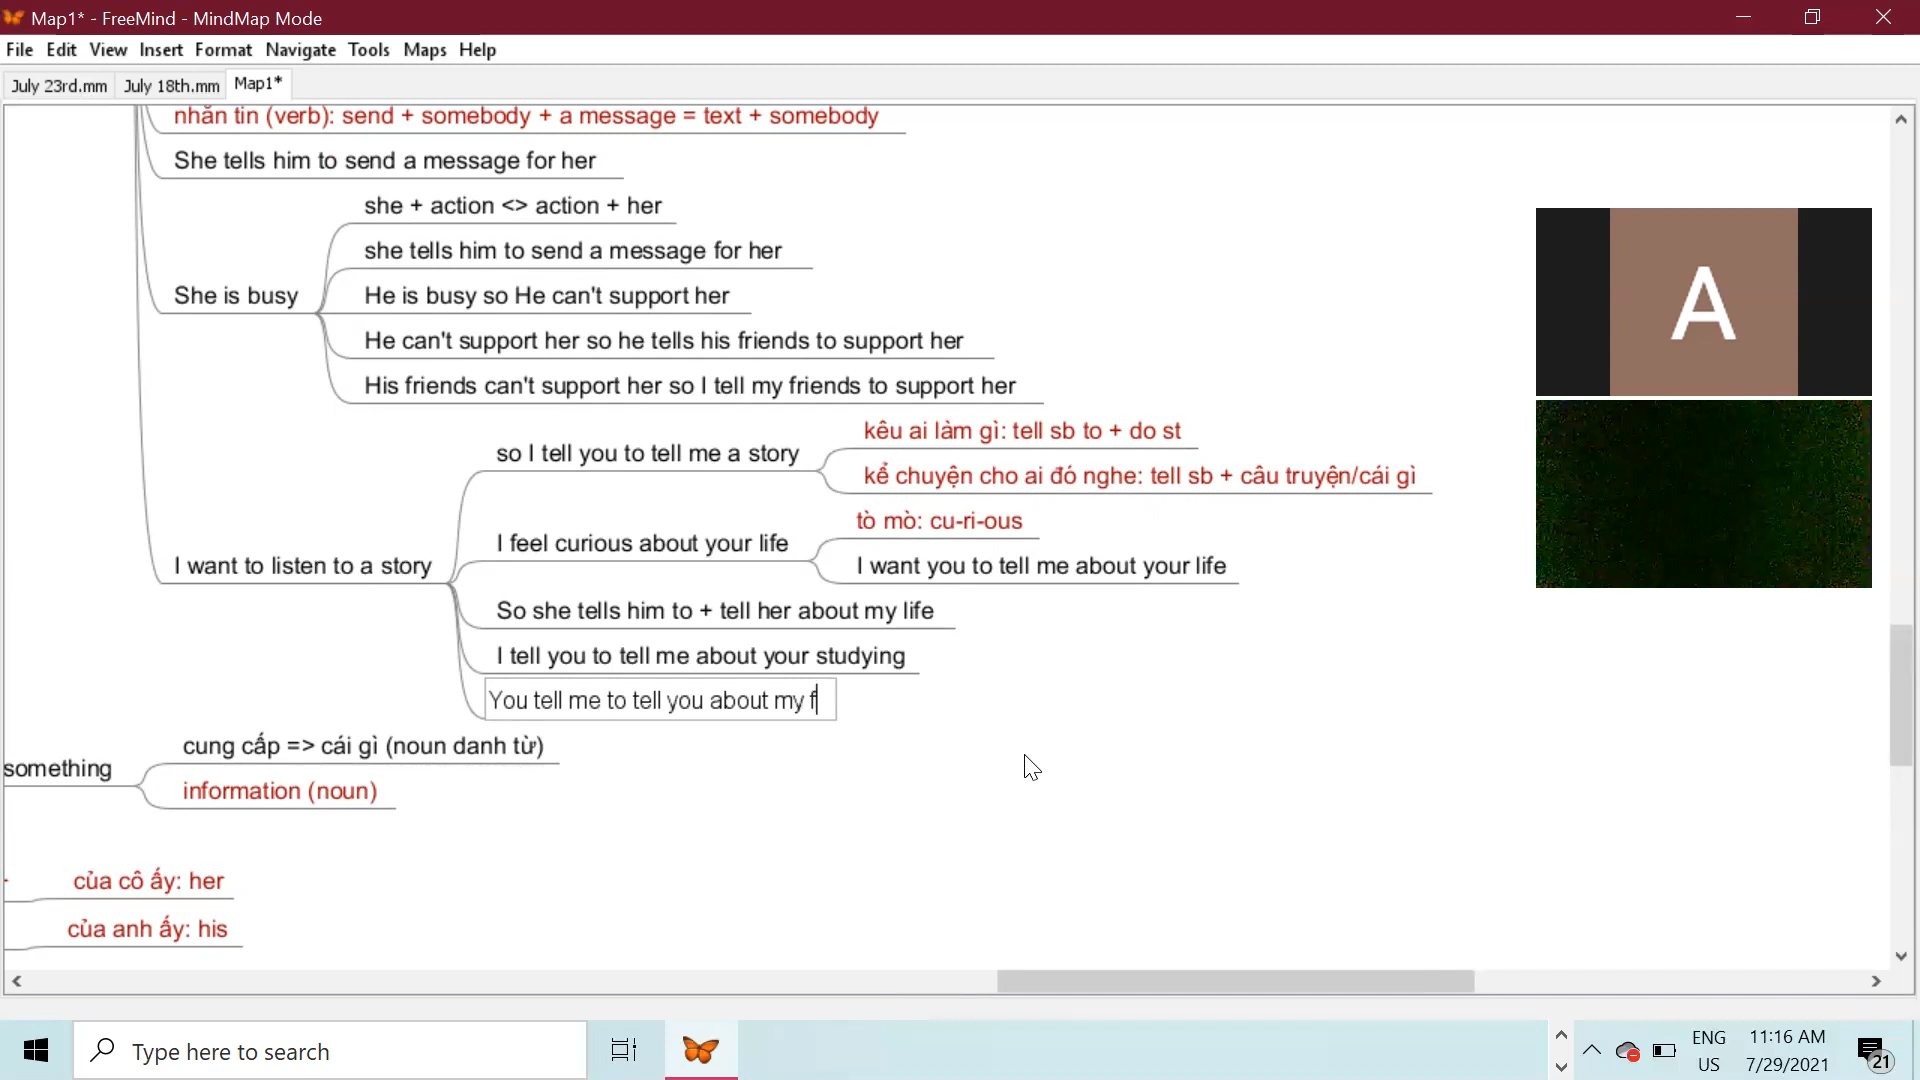 Map1* - FreeMind - MindMap Mode
File Edit View Insert Format Navigate Tools Maps Help
July 23rd.mm July 18th.mm Map1*
nhăn tin (verb): send + somebody + a message = text + somebody
She tells him to send a message for her
she + action <> action + her
she tells him to send a message for her
She is busy
He is busy so He can't support her
He can't support her so he tells his friends to support her
His friends can't support her so I tell my friends to support her
so I tell you to tell me a story
kêu ai làm gì: tell sb to + do st
kể chuyện cho ai đó nghe: tell sb + câu truyện/cái gì
tò mò: cu-ri-ous
I feel curious about your life
I want you to tell me about your life
I want to listen to a story
So she tells him to + tell her about my life
I tell you to tell me about your studying
You tell me to tell you about my f
something
cung cấp => cái gì (noun danh từ)
information (noun)
của cô ấy: her
của anh ấy: his
A
Type here to search
ENG
US
11:16 AM
7/29/2021
21